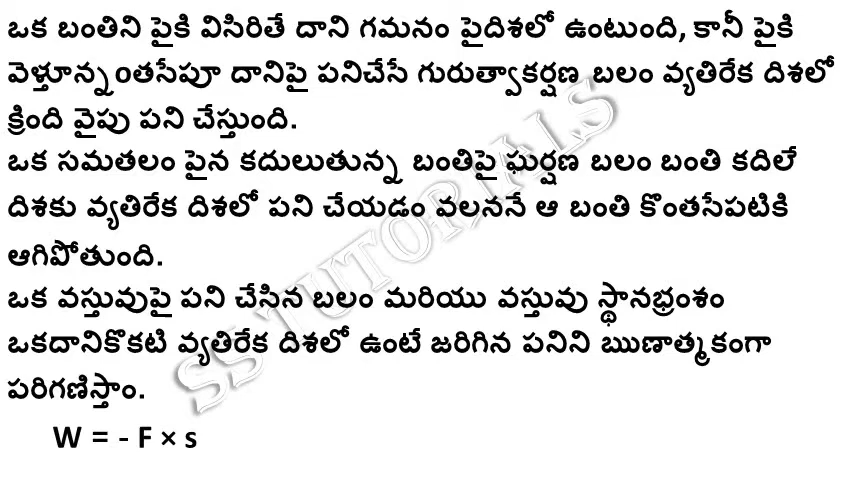 ఒక బంతిని పైకి విసిరితే దాని గమనం పైదిశలో ఉంటుంది, కానీ పైకి
వెళ్తూన్నంతసేపూ దానిపై పనిచేసే గురుత్వాకర్షణ బలం వ్యతిరేక దిశలో
క్రింది వైపు పని చేస్తుంది.
ఒక సమతలం పైన కదులుతున్న బంతిపై ఘర్షణ బలం బంతి కదిలే
దిశకు వ్యతిరేక దిశలో పని చేయడం వలననే ఆ బంతి కొంతసేపటికి
ఆగిపోతుంది.
ఒక వస్తువుపై పని చేసిన బలం మరియు వస్తువు స్థానభ్రంశం
ఒకదానికొకటి వ్యతిరేక దిశలో ఉంటే జరిగిన పనిని ఋణాత్మకంగా
పరిగణిస్తాం.
W = - F × s
SS TUTORIALS